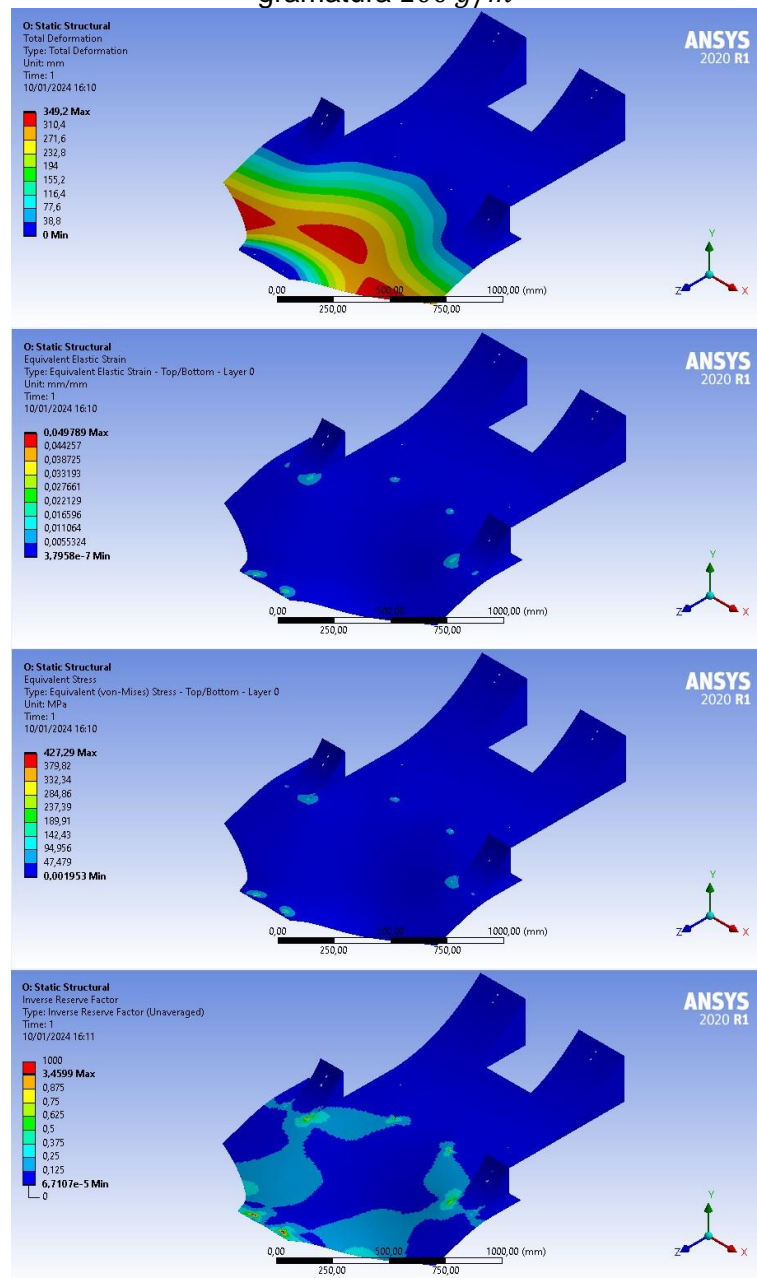 gramatura 200 g/m²
O: Static Structural
Total Deformation
Type: Total Deformation
Unit: mm
Time: 1
10/01/2024 16:10
349,2 Max
310,4
271,6
232,8
194
155,2
116,4
77,6
38,8
0 Min
ANSYS
2020 R1
0,00
500,00
1000,00 (mm)
250,00
750,00
Y
Z
X
O: Static Structural
Equivalent Elastic Strain
Type: Equivalent Elastic Strain - Top/Bottom - Layer 0
Unit: mm/mm
Time: 1
10/01/2024 16:10
0,049789 Max
0,044257
0,038725
0,033193
0,027661
0,022129
0,016596
0,011064
0,0055324
3,7958e-7 Min
ANSYS
2020 R1
0,00
500,00
1000,00 (mm)
250,00
750,00
Y
Z
X
O: Static Structural
Equivalent Stress
Type: Equivalent (von-Mises) Stress - Top/Bottom - Layer 0
Unit: MPa
Time: 1
10/01/2024 16:10
427,29 Max
379,82
332,34
284,86
237,39
189,91
142,43
94,956
47,479
0,001953 Min
ANSYS
2020 R1
0,00
500,00
1000,00 (mm)
250,00
750,00
Y
Z
X
O: Static Structural
Inverse Reserve Factor
Type: Inverse Reserve Factor (Unaveraged)
Time: 1
10/01/2024 16:11
1000
3,4599 Max
0,875
0,75
0,625
0,5
0,375
0,25
0,125
6,7107e-5 Min
0
ANSYS
2020 R1
0,00
500,00
1000,00 (mm)
250,00
750,00
Y
Z
X